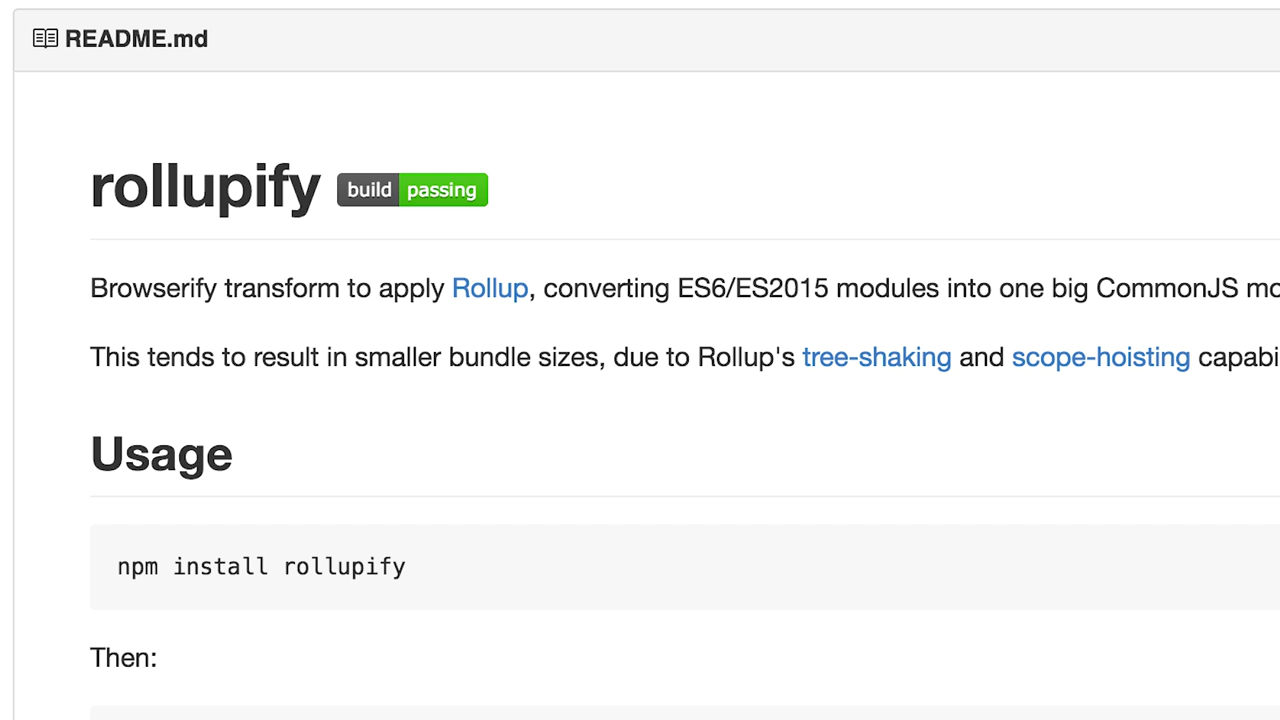 README.md
rollupify build passing
Browserify transform to apply Rollup, converting ES6/ES2015 modules into one big CommonJS
This tends to result in smaller bundle sizes, due to Rollup's tree-shaking and scope-hoisting
Usage
npm install rollupify
Then: